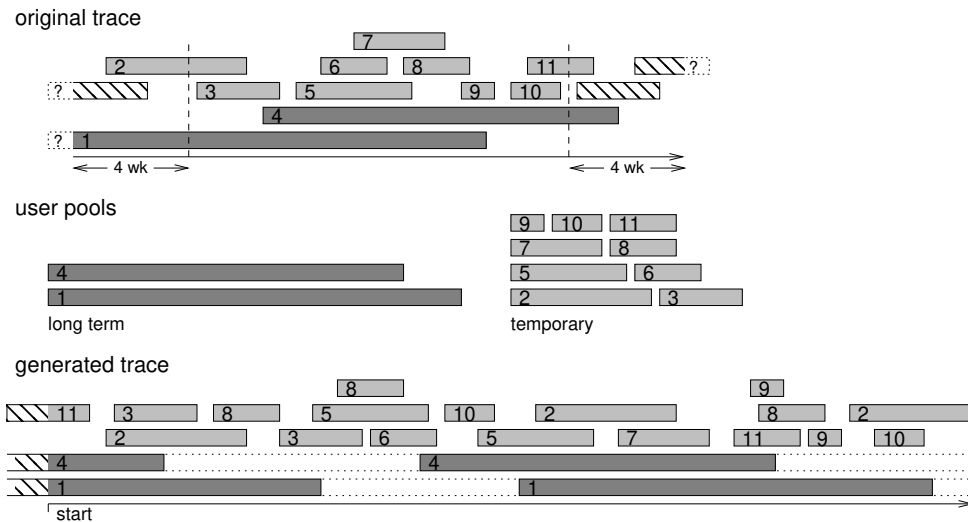 original trace
7
2 6 8 11 ?
? 3 5 9 10
4
? 1
4 wk 4 wk
user pools
9 10 11
7 8
4 5 6
1 2 3
long term temporary
generated trace
8 9
11 3 8 5 10 2 8 2
2 3 6 5 7 11 9 10
4 4
1 1
start